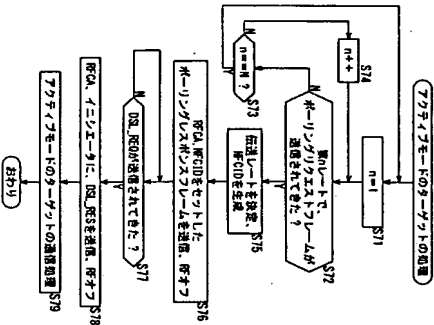 アクティブモードのターゲットの処理
n=1
S71
第nレートで、
ポーリングリクエストフレームが
送信されてきた?
S72
N
Y
n==N ?
S73
N
Y
n++
S74
伝送レートを決定、
NFCIDを生成
S75
RFCA,NFCIDをセットした
ポーリングレスポンスフレームを送信、RFオフ
S76
DSL_REQが送信されてきた?
S77
N
Y
RFCA、イニシエータに、DSL_RESを送信、RFオフ
S78
アクティブモードのターゲットの通信処理
S79
おわり